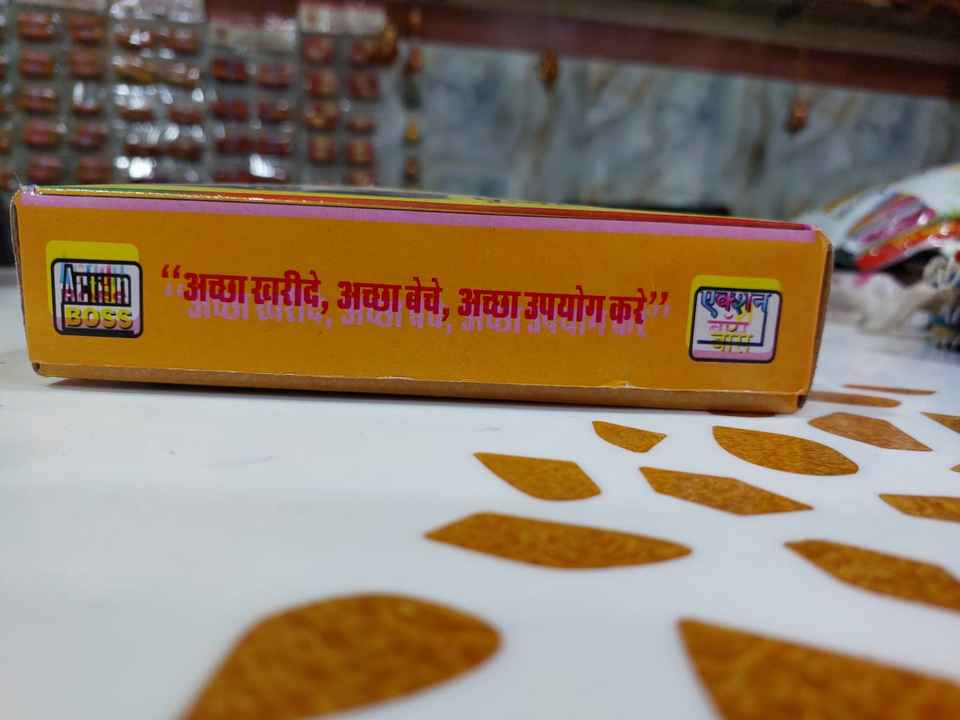 Action
BOSS
“अच्छा खरीदे, अच्छा बेचे, अच्छा उपयोग करे”
एक्शन
बास